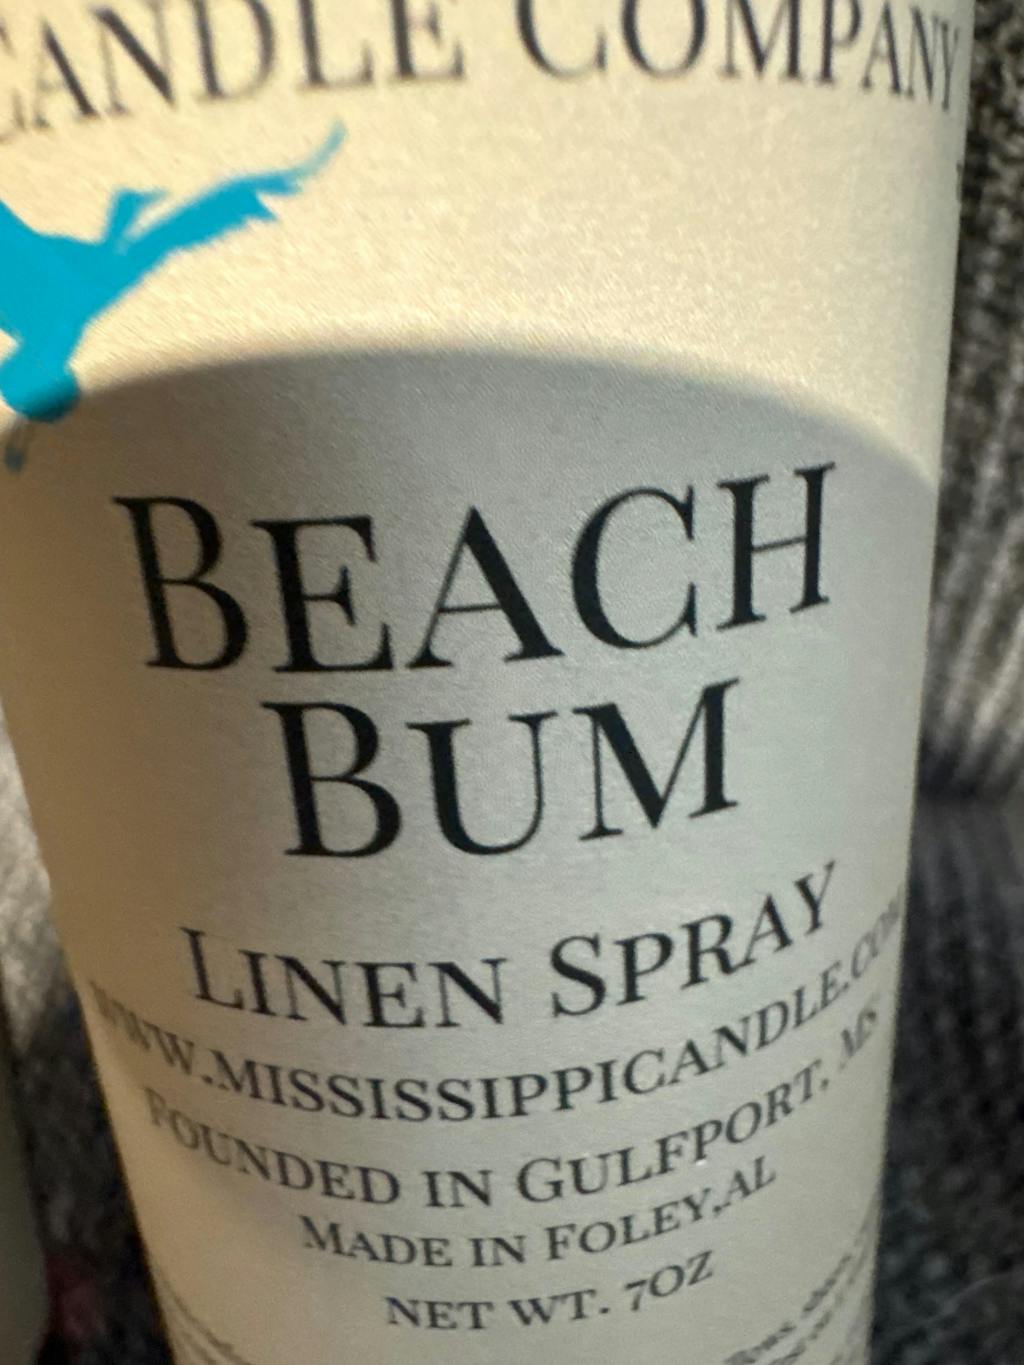 CANDLE COMPANY
BEACH
BUM
LINEN SPRAY
WWW.MISSISSIPPICANDLE.COM
FOUNDED IN GULFPORT, MS
MADE IN FOLEY,AL
NET WT. 7OZ